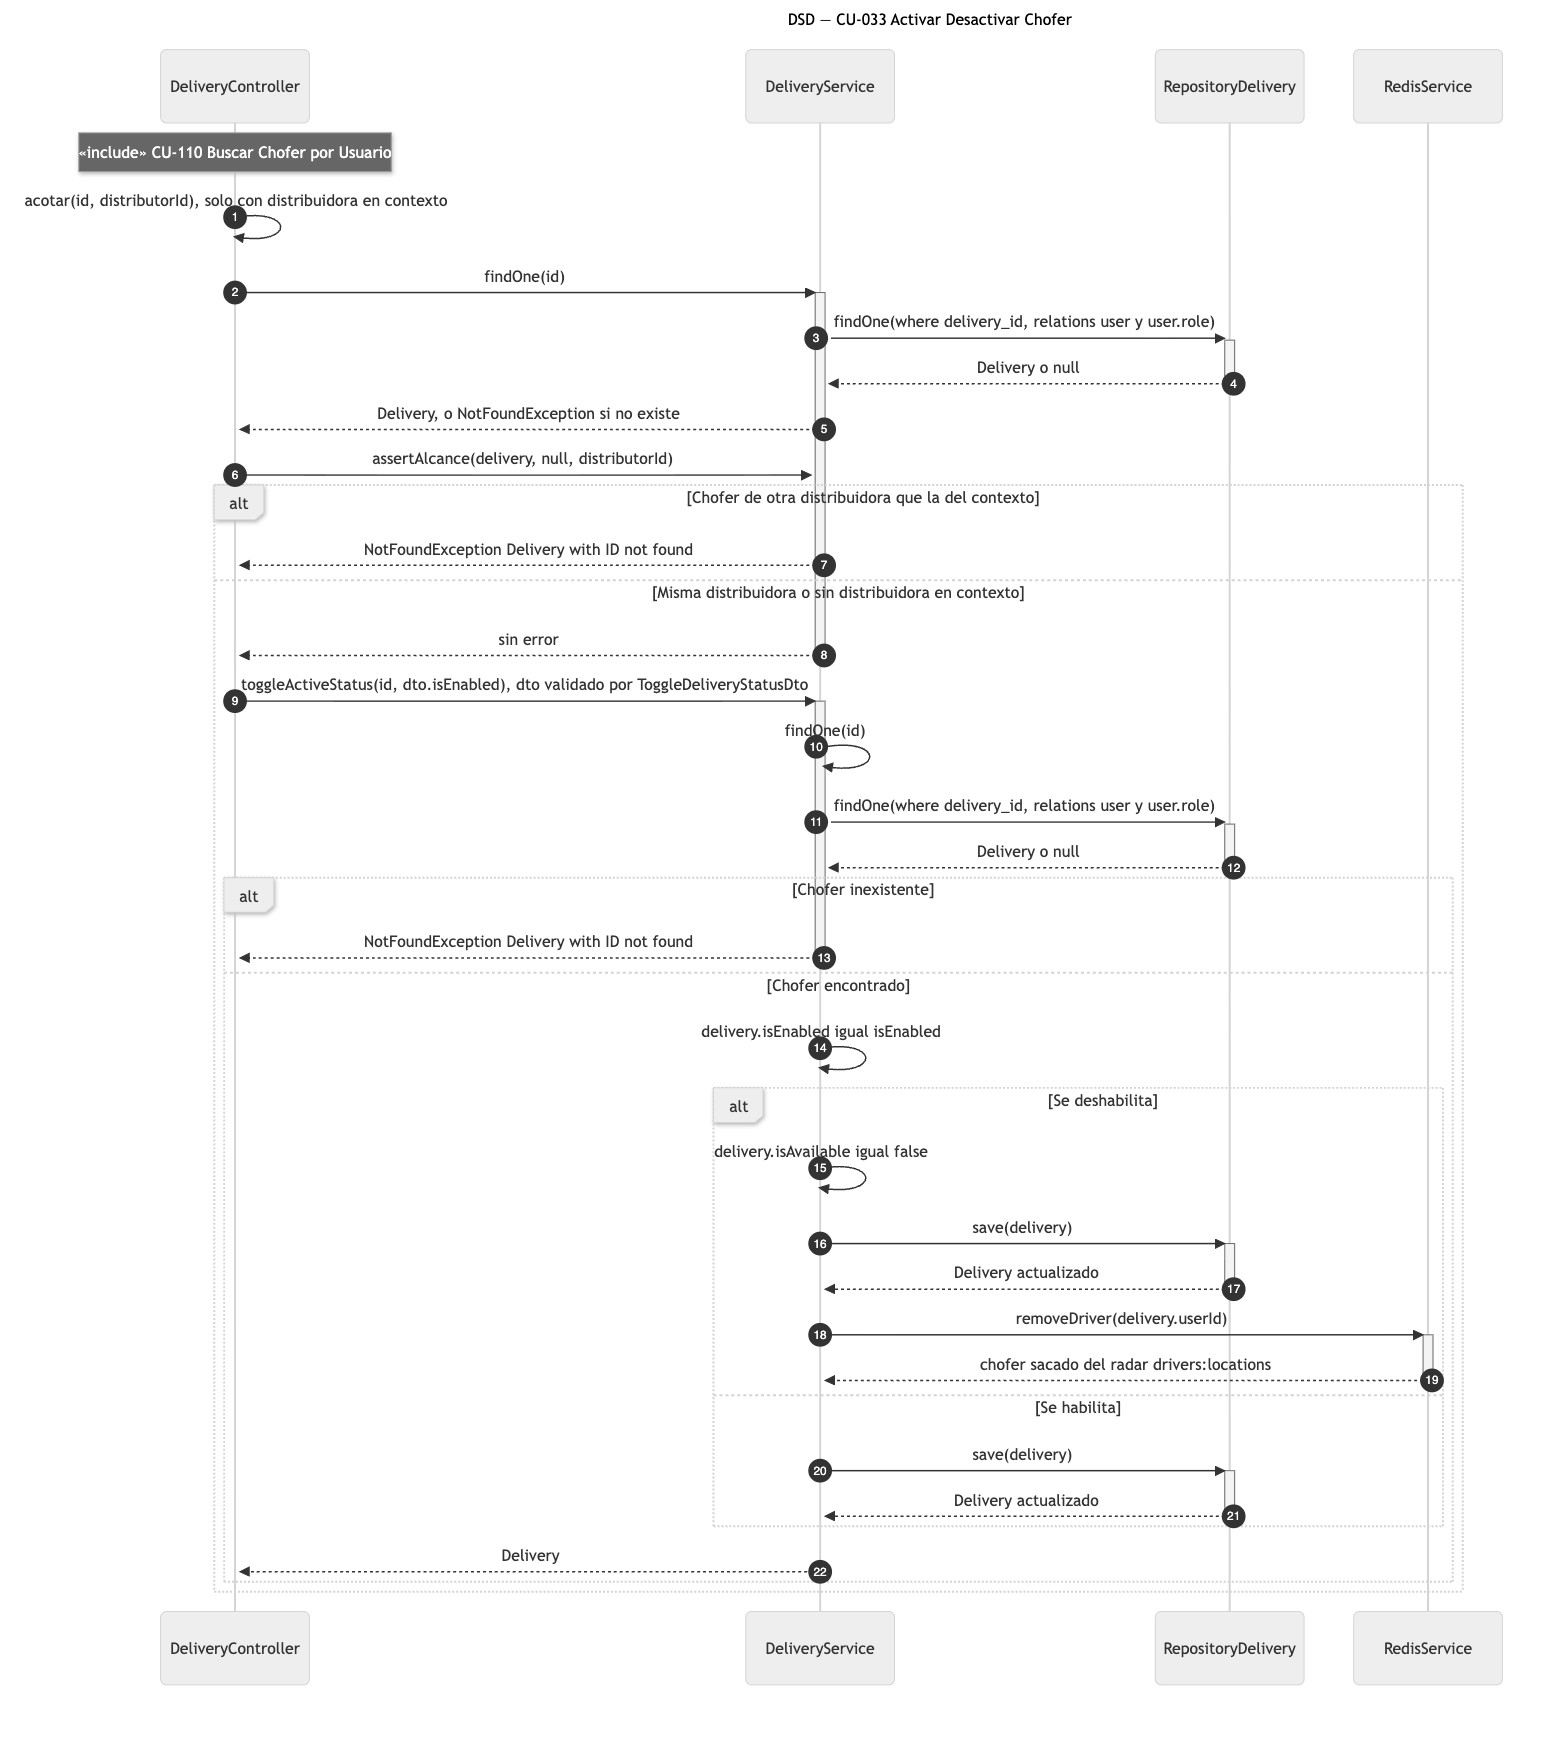 DSD — CU-033 Activar Desactivar Chofer
DeliveryController
DeliveryService
RepositoryDelivery
RedisService
«include» CU-110 Buscar Chofer por Usuario
acotar(id, distributorId), solo con distribuidora en contexto
1
findOne(id)
2
findOne(where delivery_id, relations user y user.role)
3
Delivery o null
4
Delivery, o NotFoundException si no existe
5
assertAlcance(delivery, null, distributorId)
6
alt
[Chofer de otra distribuidora que la del contexto]
NotFoundException Delivery with ID not found
7
[Misma distribuidora o sin distribuidora en contexto]
sin error
8
toggleActiveStatus(id, dto.isEnabled), dto validado por ToggleDeliveryStatusDto
9
findOne(id)
10
findOne(where delivery_id, relations user y user.role)
11
Delivery o null
12
alt
[Chofer inexistente]
NotFoundException Delivery with ID not found
13
[Chofer encontrado]
delivery.isEnabled igual isEnabled
14
alt
[Se deshabilita]
delivery.isAvailable igual false
15
save(delivery)
16
Delivery actualizado
17
removeDriver(delivery.userId)
18
chofer sacado del radar drivers:locations
19
[Se habilita]
save(delivery)
20
Delivery actualizado
21
Delivery
22
DeliveryController
DeliveryService
RepositoryDelivery
RedisService